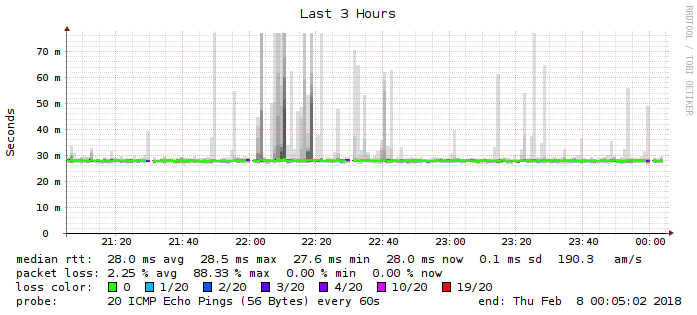 Last 3 Hours
RRDTOOL / TOBI OETIKER
Seconds
70 m
60 m
50 m
40 m
30 m
20 m
10 m
0
21:20 21:40 22:00 22:20 22:40 23:00 23:20 23:40 00:00
median rtt: 28.0 ms avg 28.5 ms max 27.6 ms min 28.0 ms now 0.1 ms sd 190.3 am/s
packet loss: 2.25 % avg 88.33 % max 0.00 % min 0.00 % now
loss color: 0 1/20 2/20 3/20 4/20 10/20 19/20
probe: 20 ICMP Echo Pings (56 Bytes) every 60s end: Thu Feb 8 00:05:02 2018